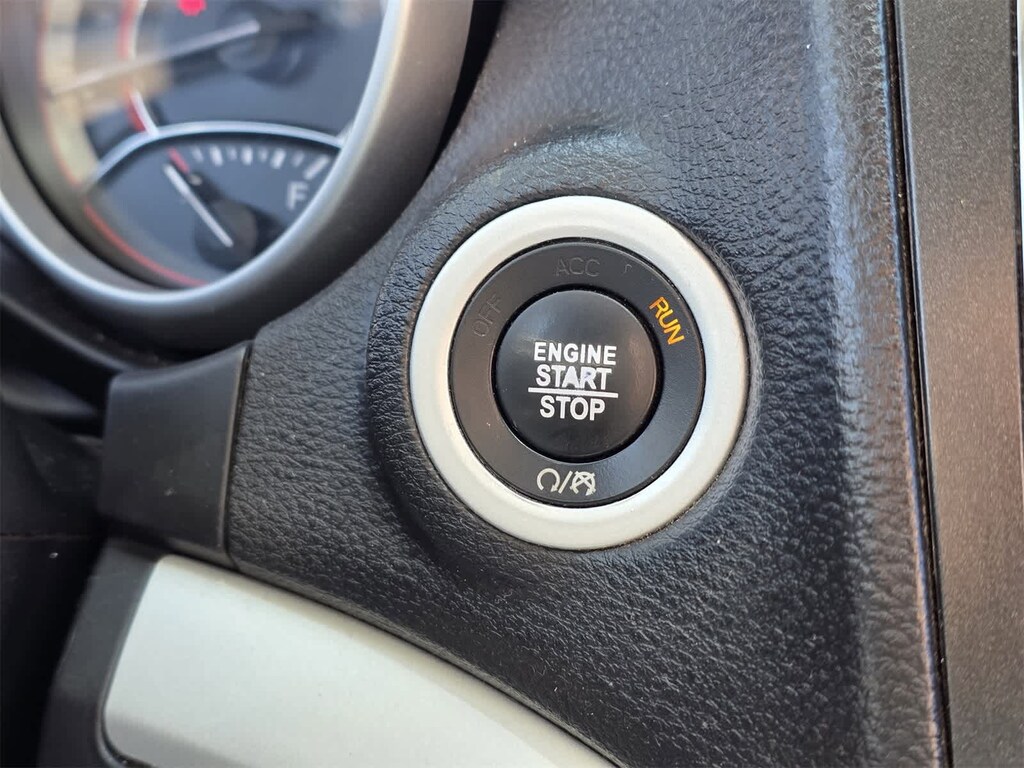 F
ACC
OFF
RUN
ENGINE
START
STOP